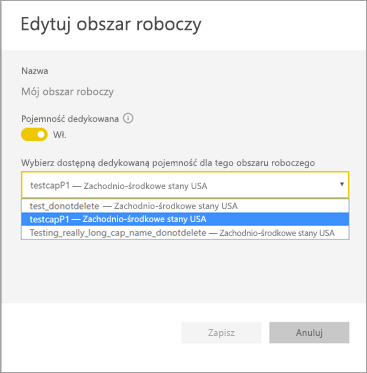 Edytuj obszar roboczy
Nazwa
Mój obszar roboczy
Pojemność dedykowana
Wł.
Wybierz dostępną dedykowaną pojemność dla tego obszaru roboczego
testcapP1 — Zachodnio-środkowe stany USA
test_donotdelete — Zachodnio-środkowe stany USA
testcapP1 — Zachodnio-środkowe stany USA
Testing_really_long_cap_name_donotdelete — Zachodnio-środkowe stany USA
Zapisz Anuluj